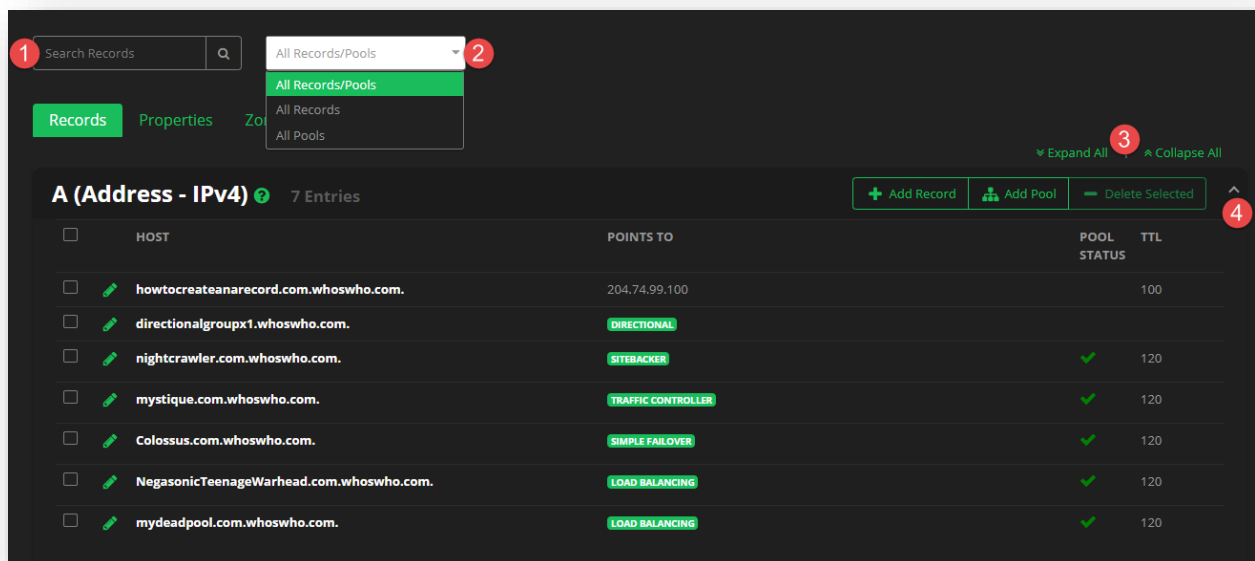 1 Search Records All Records/Pools 2
All Records/Pools
All Records
All Pools
Records Properties
3
Expand All Collapse All
A (Address - IPv4) ? 7 Entries Add Record Add Pool Delete Selected
4
HOST POINTS TO POOL STATUS TTL
howtocreateanarecord.com.whoswho.com. 204.74.99.100 100
directionalgroupx1.whoswho.com. DIRECTIONAL
nightcrawler.com.whoswho.com. SITEBACKER 120
mystique.com.whoswho.com. TRAFFIC CONTROLLER 120
Colossus.com.whoswho.com. SIMPLE FAILOVER 120
NegasonicTeenageWarhead.com.whoswho.com. LOAD BALANCING 120
mydeadpool.com.whoswho.com. LOAD BALANCING 120